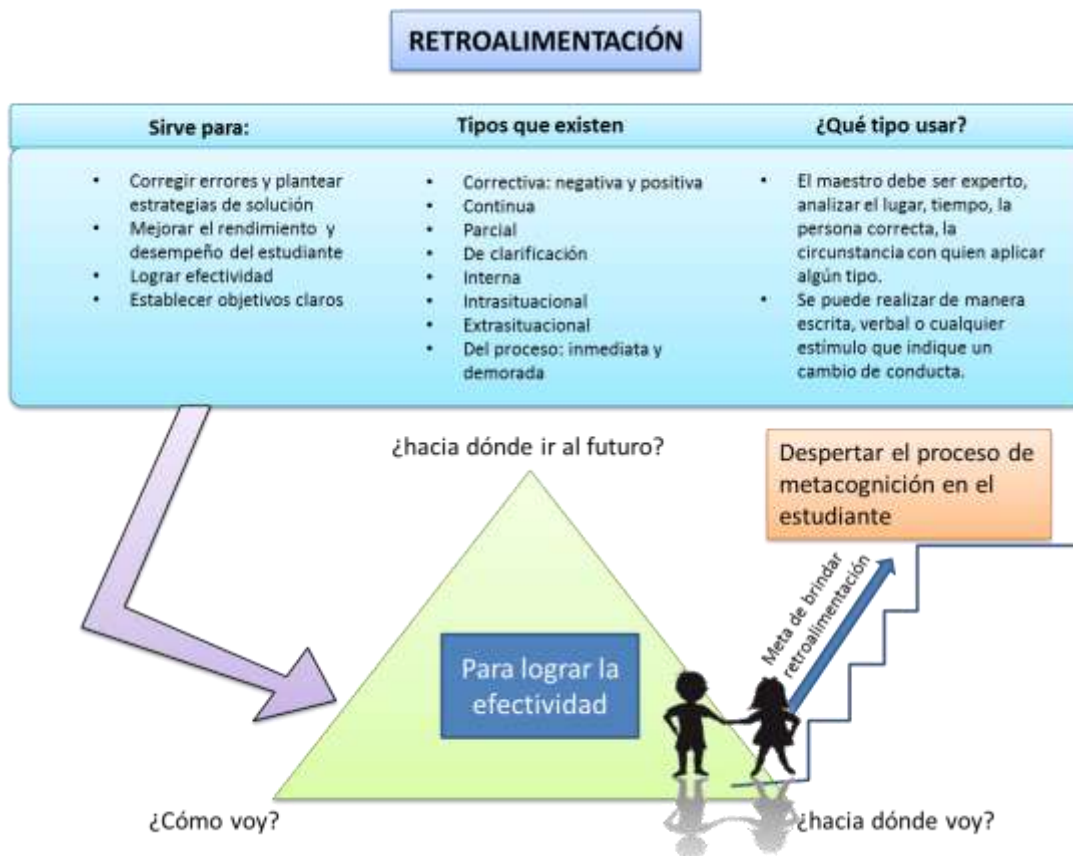 RETROALIMENTACIÓN
Sirve para:
• Corregir errores y plantear
estrategias de solución
• Mejorar el rendimiento y
desempeño del estudiante
• Lograr efectividad
• Establecer objetivos claros
Tipos que existen
• Correctiva: negativa y positiva
• Continua
• Parcial
• De clarificación
• Interna
• Intrasituacional
• Extrasituacional
• Del proceso: inmediata y
demorada
¿Qué tipo usar?
• El maestro debe ser experto,
analizar el lugar, tiempo, la
persona correcta, la
circunstancia con quien aplicar
algún tipo.
• Se puede realizar de manera
escrita, verbal o cualquier
estímulo que indique un
cambio de conducta.
¿hacia dónde ir al futuro?
Despertar el proceso de
metacognición en el
estudiante
Meta de brindar
retroalimentación
Para lograr la
efectividad
¿Cómo voy?
¿hacia dónde voy?